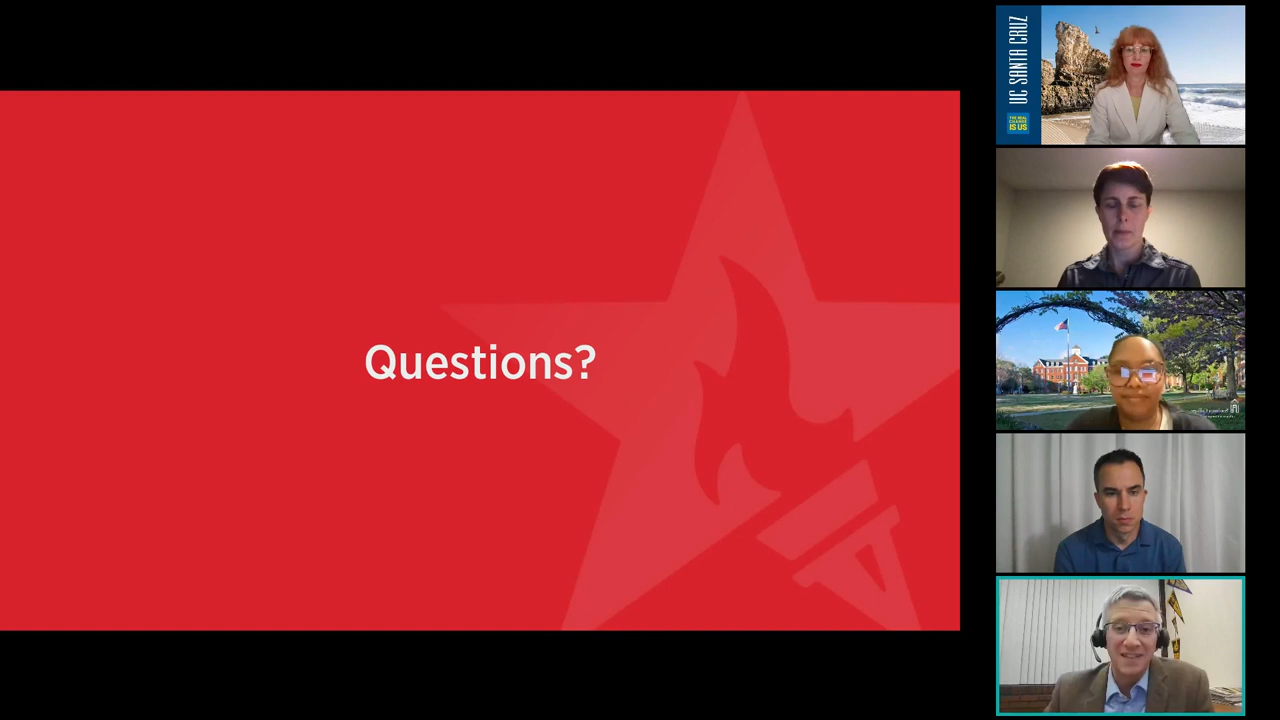 Questions?
UC SANTA CRUZ
THE REAL
CHANGE
IS US